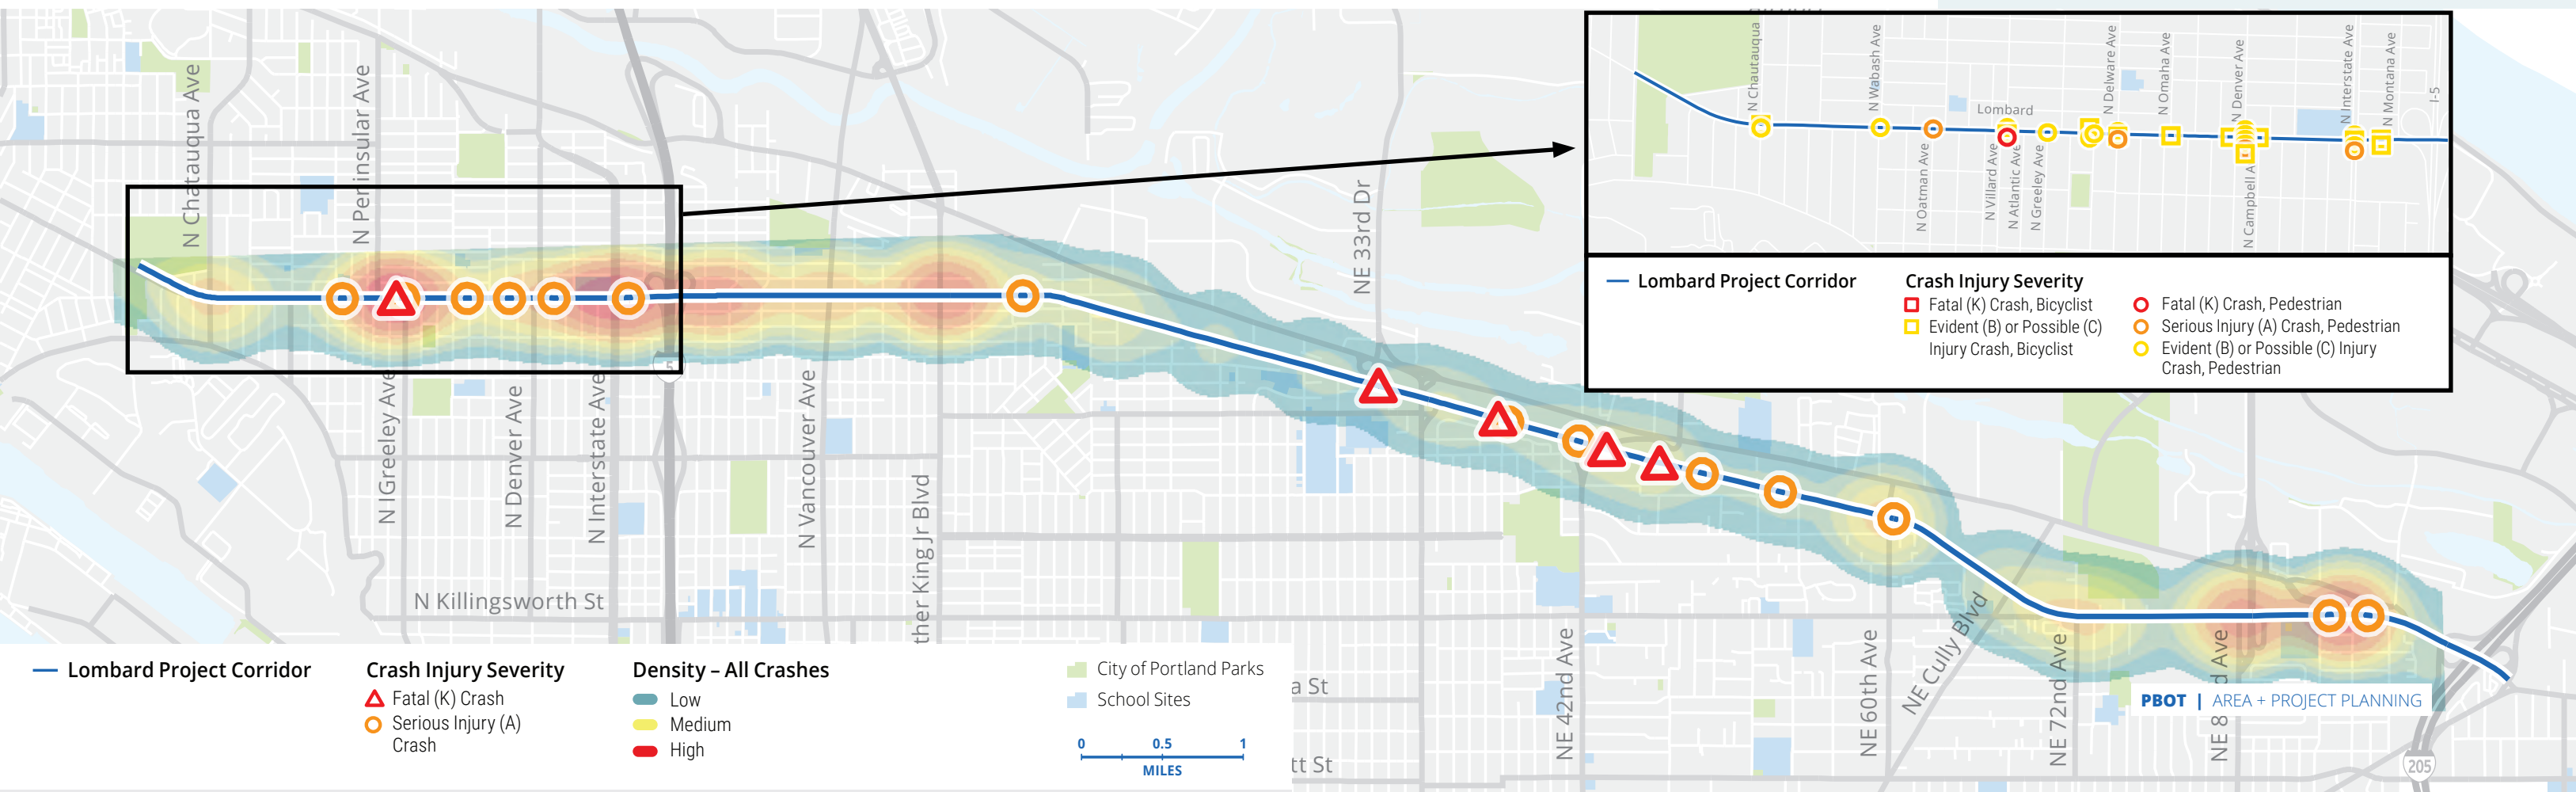 N Chatauqua Ave
N Peninsular Ave
N IGreeley Ave
N Denver Ave
N Interstate Ave
5
N Vancouver Ave
ther King Jr Blvd
N Killingsworth St
NE 33rd Dr
NE 42nd Ave
NE 60th Ave
NE Cully Blvd
NE 72nd Ave
NE 8 d Ave
a St
tt St
205
N Chautauqua
N Wabash Ave
N Oatman Ave
Lombard
N Villard Ave
N Atlantic Ave
N Greeley Ave
N Delware Ave
N Omaha Ave
N Denver Ave
N Campbell A
N Interstate Ave
N Montana Ave
I-5
Lombard Project Corridor
Crash Injury Severity
Fatal (K) Crash, Bicyclist
Evident (B) or Possible (C)
Injury Crash, Bicyclist
Fatal (K) Crash, Pedestrian
Serious Injury (A) Crash, Pedestrian
Evident (B) or Possible (C) Injury
Crash, Pedestrian
Lombard Project Corridor
Crash Injury Severity
Fatal (K) Crash
Serious Injury (A)
Crash
Density – All Crashes
Low
Medium
High
City of Portland Parks
School Sites
0 0.5 1
MILES
PBOT | AREA + PROJECT PLANNING